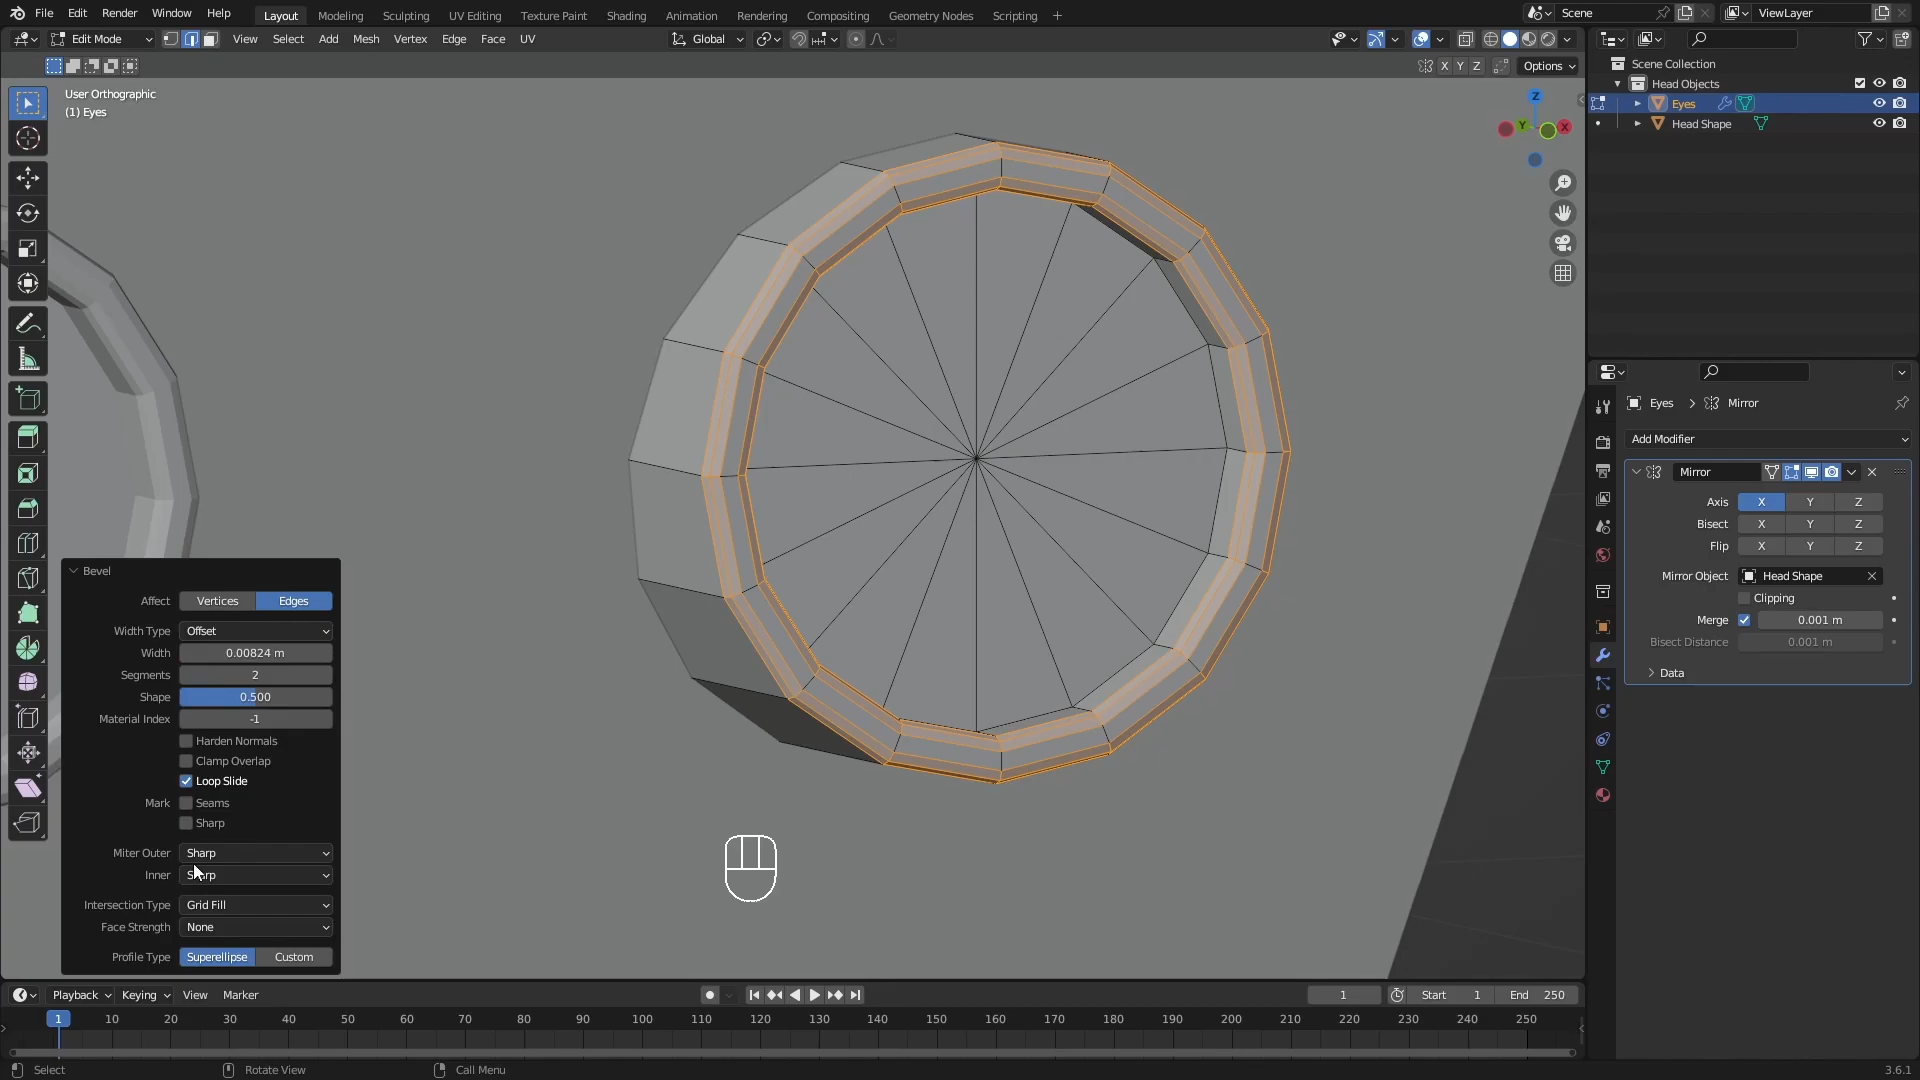 File Edit Render Window Help Layout Modeling Sculpting UV Editing Texture Paint Shading Animation Rendering Compositing Geometry Nodes Scripting + Scene ViewLayer
Edit Mode View Select Add Mesh Vertex Edge Face UV Global
X Y Z Options
User Orthographic
(1) Eyes
Z
Y
X
Scene Collection
Head Objects
Eyes
Head Shape
Eyes > Mirror
Add Modifier
Mirror
Axis X Y Z
Bisect X Y Z
Flip X Y Z
Mirror Object Head Shape
Clipping
Merge 0.001 m
Bisect Distance 0.001 m
Data
Bevel
Affect Vertices Edges
Width Type Offset
Width 0.00824 m
Segments 2
Shape 0.500
Material Index -1
Harden Normals
Clamp Overlap
Loop Slide
Mark Seams
Sharp
Miter Outer Sharp
Inner Sharp
Intersection Type Grid Fill
Face Strength None
Profile Type Superellipse Custom
Playback Keying View Marker 1 Start 1 End 250
1 10 20 30 40 50 60 70 80 90 100 110 120 130 140 150 160 170 180 190 200 210 220 230 240 250
Select Rotate View Call Menu 3.6.1